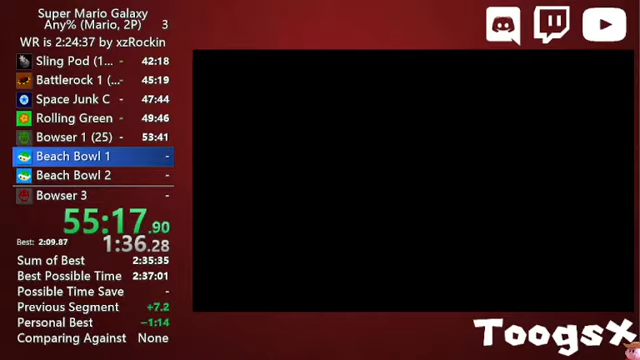 Super Mario Galaxy
Any% (Mario, 2P) 3
WR is 2:24:37 by xzRockin
Sling Pod (1... - 42:18
Battlerock 1 (... - 45:19
Space Junk C - 47:44
Rolling Green - 49:46
Bowser 1 (25) - 53:41
Beach Bowl 1 -
Beach Bowl 2 -
Bowser 3 -
55:17.90
Best: 2:09.87 1:36.28
Sum of Best 2:35:35
Best Possible Time 2:37:01
Possible Time Save -
Previous Segment +7.2
Personal Best −1:14
Comparing Against None
ToogsX